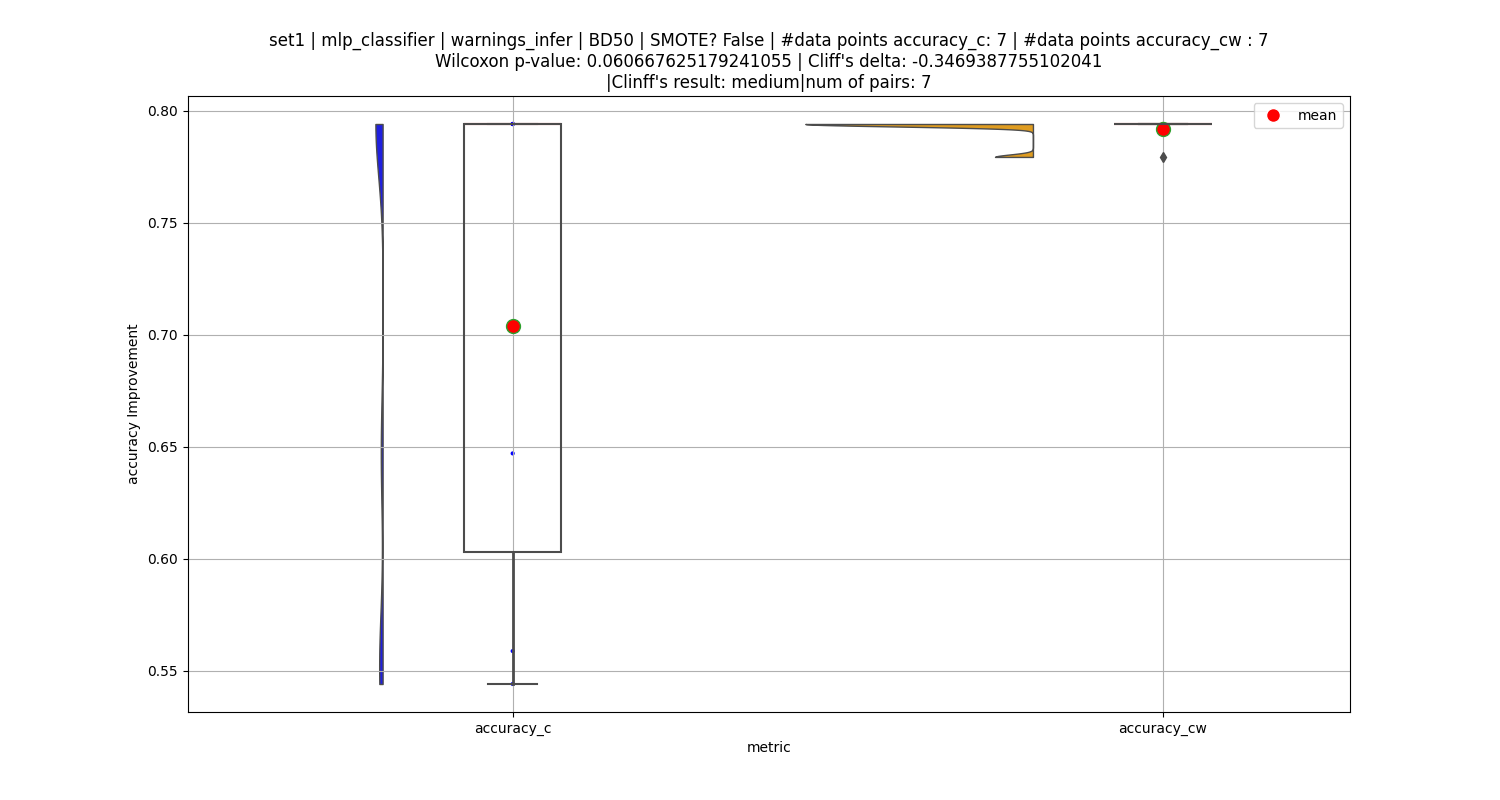 set1 | mlp_classifier | warnings_infer | BD50 | SMOTE? False | #data points accuracy_c: 7 | #data points accuracy_cw : 7
Wilcoxon p-value: 0.060667625179241055 | Cliff's delta: -0.3469387755102041
|Clinff's result: medium|num of pairs: 7
mean
accuracy Improvement
0.80
0.75
0.70
0.65
0.60
0.55
accuracy_c
accuracy_cw
metric